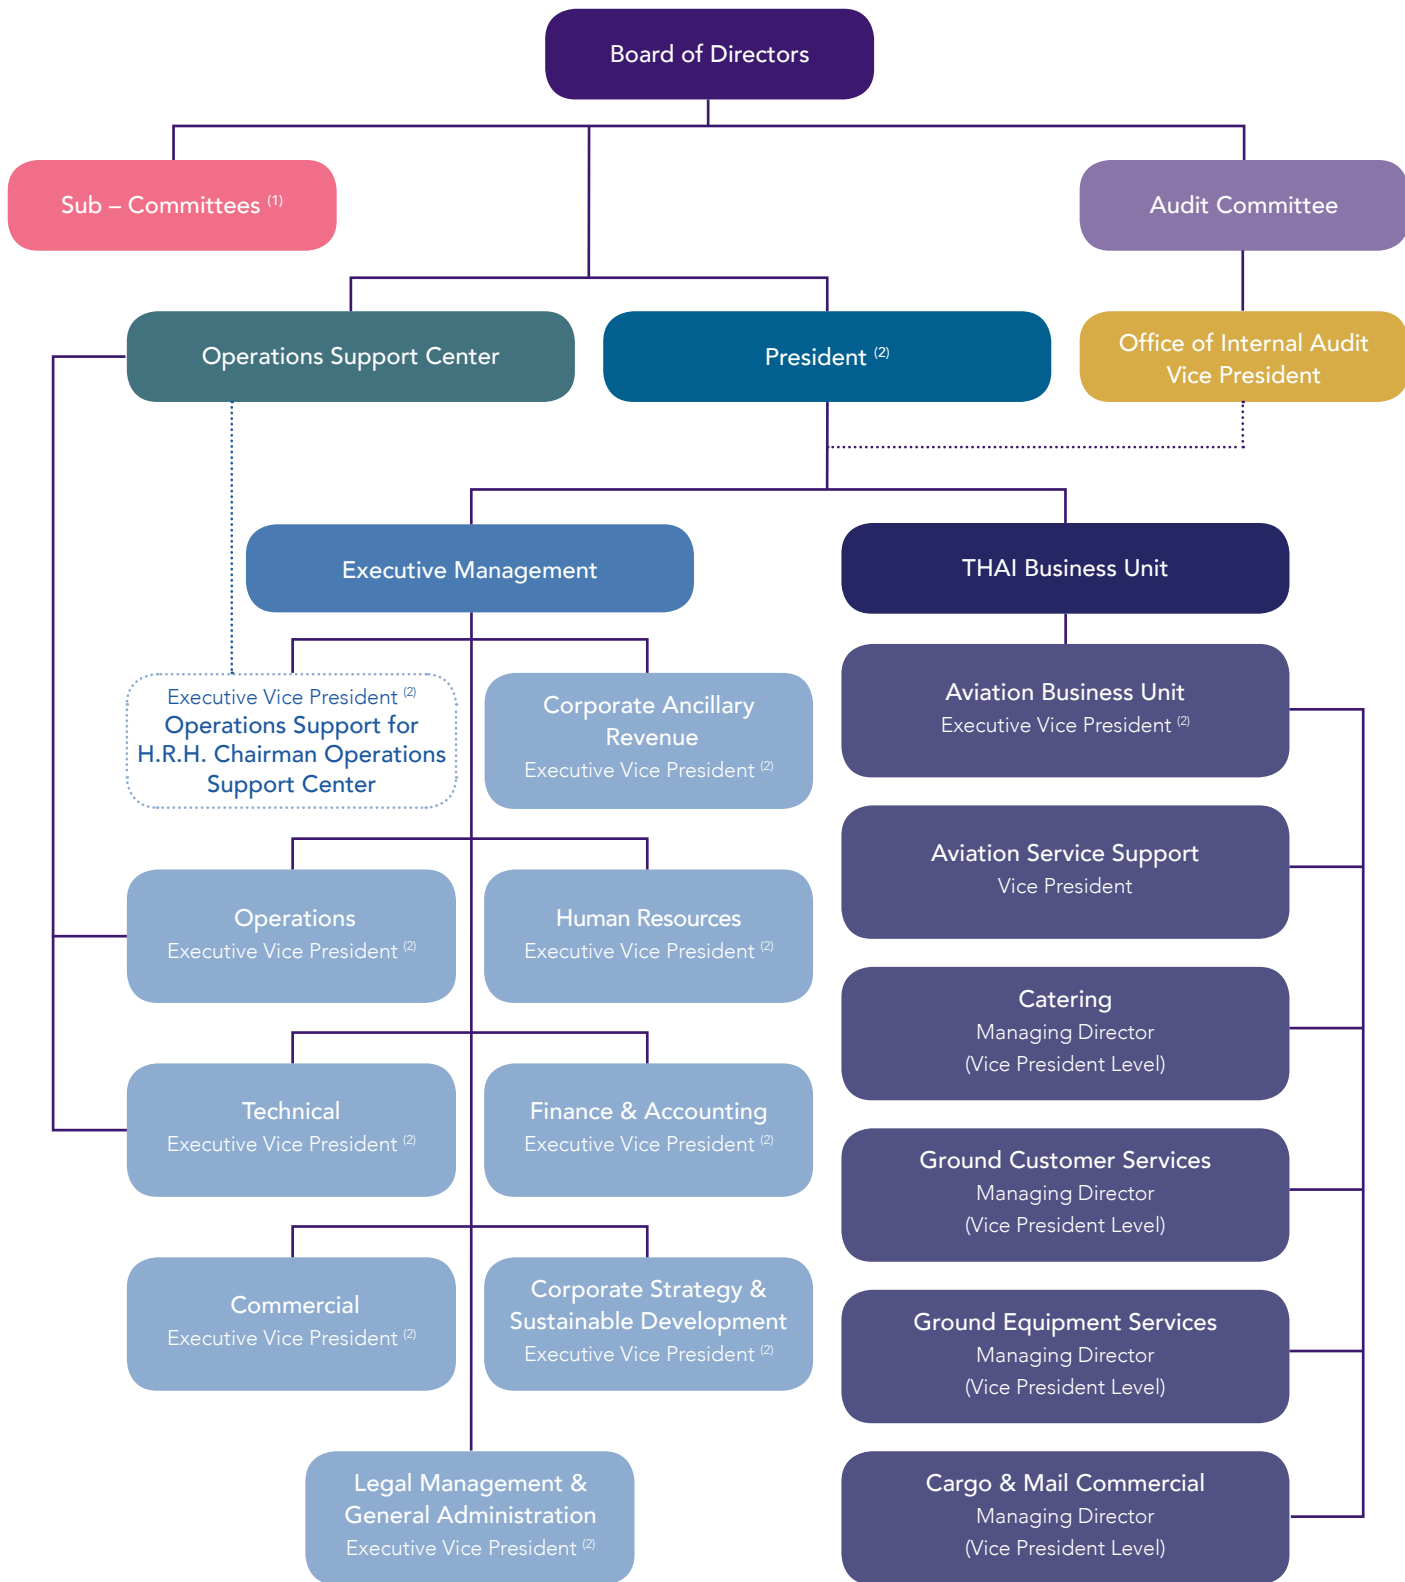 Board of Directors
Sub – Committees (1)
Audit Committee
Operations Support Center
President (2)
Office of Internal Audit
Vice President
Executive Management
THAI Business Unit
Executive Vice President (2)
Operations Support for
H.R.H. Chairman Operations
Support Center
Corporate Ancillary
Revenue
Executive Vice President (2)
Aviation Business Unit
Executive Vice President (2)
Aviation Service Support
Vice President
Operations
Executive Vice President (2)
Human Resources
Executive Vice President (2)
Catering
Managing Director
(Vice President Level)
Technical
Executive Vice President (2)
Finance & Accounting
Executive Vice President (2)
Ground Customer Services
Managing Director
(Vice President Level)
Commercial
Executive Vice President (2)
Corporate Strategy &
Sustainable Development
Executive Vice President (2)
Ground Equipment Services
Managing Director
(Vice President Level)
Legal Management &
General Administration
Executive Vice President (2)
Cargo & Mail Commercial
Managing Director
(Vice President Level)